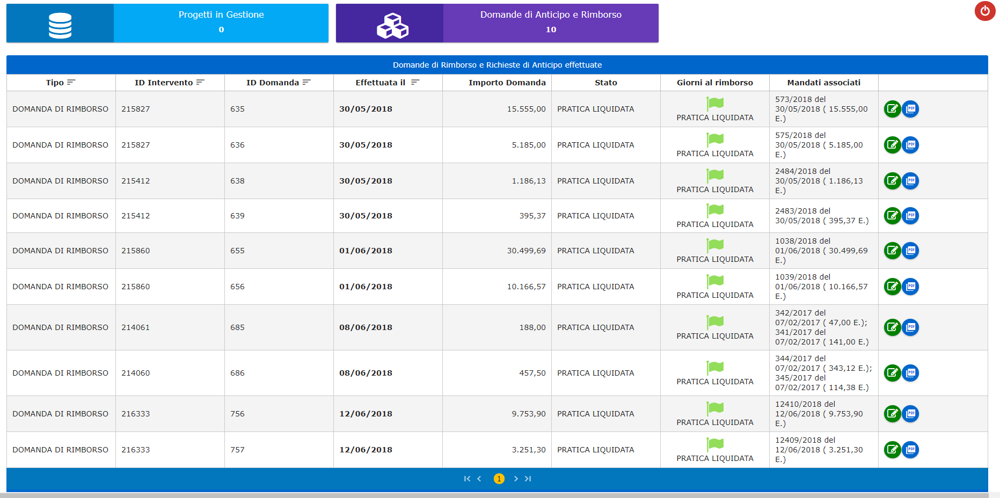 Progetti in Gestione
0
Domande di Anticipo e Rimborso
10
Domande di Rimborso e Richieste di Anticipo effettuate
Tipo ID Intervento ID Domanda Effettuata il Importo Domanda Stato Giorni al rimborso Mandati associati
DOMANDA DI RIMBORSO 215827 635 30/05/2018 15.555,00 PRATICA LIQUIDATA PRATICA LIQUIDATA 573/2018 del
30/05/2018 ( 15.555,00
E.)
PDF
DOMANDA DI RIMBORSO 215827 636 30/05/2018 5.185,00 PRATICA LIQUIDATA PRATICA LIQUIDATA 575/2018 del
30/05/2018 ( 5.185,00
E.)
PDF
DOMANDA DI RIMBORSO 215412 638 30/05/2018 1.186,13 PRATICA LIQUIDATA PRATICA LIQUIDATA 2484/2018 del
30/05/2018 ( 1.186,13
E.)
PDF
DOMANDA DI RIMBORSO 215412 639 30/05/2018 395,37 PRATICA LIQUIDATA PRATICA LIQUIDATA 2483/2018 del
30/05/2018 ( 395,37 E.)
PDF
DOMANDA DI RIMBORSO 215860 655 01/06/2018 30.499,69 PRATICA LIQUIDATA PRATICA LIQUIDATA 1038/2018 del
01/06/2018 ( 30.499,69
E.)
PDF
DOMANDA DI RIMBORSO 215860 656 01/06/2018 10.166,57 PRATICA LIQUIDATA PRATICA LIQUIDATA 1039/2018 del
01/06/2018 ( 10.166,57
E.)
PDF
DOMANDA DI RIMBORSO 214061 685 08/06/2018 188,00 PRATICA LIQUIDATA PRATICA LIQUIDATA 342/2017 del
07/02/2017 ( 47,00 E.);
341/2017 del
07/02/2017 ( 141,00 E.)
PDF
DOMANDA DI RIMBORSO 214060 686 08/06/2018 457,50 PRATICA LIQUIDATA PRATICA LIQUIDATA 344/2017 del
07/02/2017 ( 343,12 E.);
345/2017 del
07/02/2017 ( 114,38 E.)
PDF
DOMANDA DI RIMBORSO 216333 756 12/06/2018 9.753,90 PRATICA LIQUIDATA PRATICA LIQUIDATA 12410/2018 del
12/06/2018 ( 9.753,90
E.)
PDF
DOMANDA DI RIMBORSO 216333 757 12/06/2018 3.251,30 PRATICA LIQUIDATA PRATICA LIQUIDATA 12409/2018 del
12/06/2018 ( 3.251,30
E.)
PDF
1